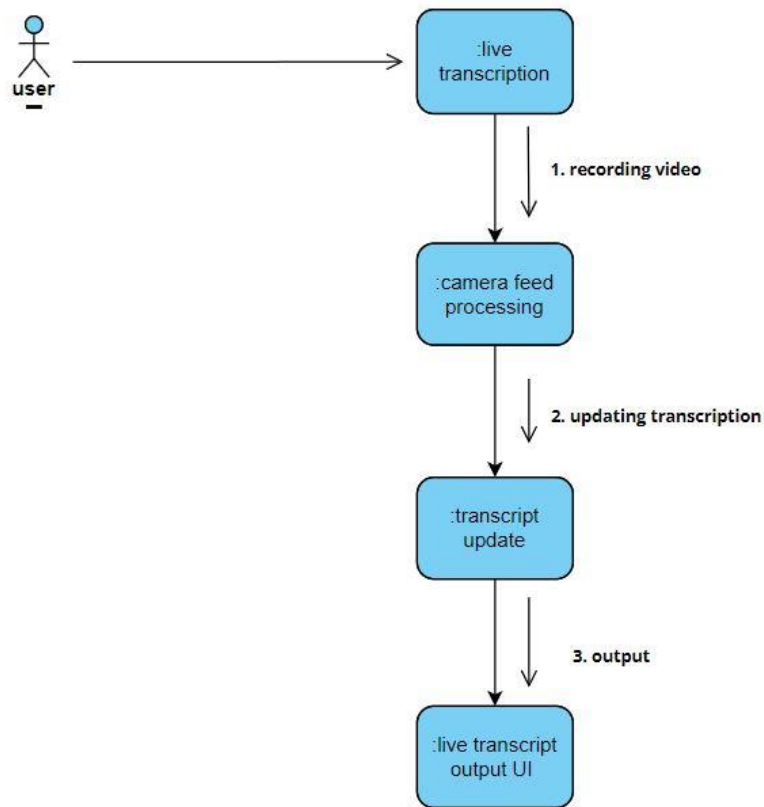 :live
transcription
user
1. recording video
:camera feed
processing
2. updating transcription
:transcript
update
3. output
:live transcript
output UI